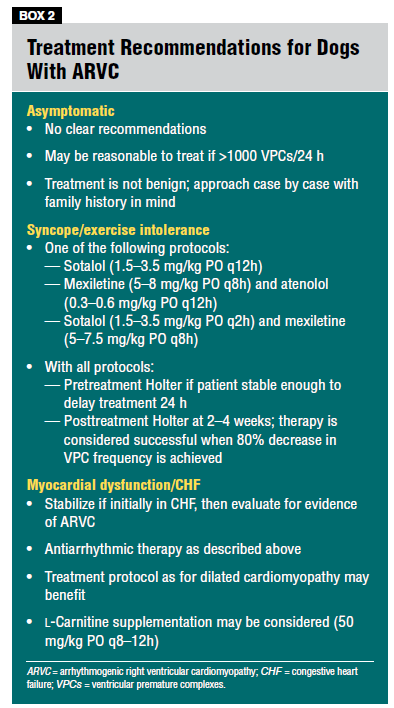 BOX 2
Treatment Recommendations for Dogs
With ARVC
Asymptomatic
• No clear recommendations
• May be reasonable to treat if >1000 VPCs/24 h
• Treatment is not benign; approach case by case with
family history in mind
Syncope/exercise intolerance
• One of the following protocols:
— Sotalol (1.5–3.5 mg/kg PO q12h)
— Mexiletine (5–8 mg/kg PO q8h) and atenolol
(0.3–0.6 mg/kg PO q12h)
— Sotalol (1.5–3.5 mg/kg PO q2h) and mexiletine
(5–7.5 mg/kg PO q8h)
• With all protocols:
— Pretreatment Holter if patient stable enough to
delay treatment 24 h
— Posttreatment Holter at 2–4 weeks; therapy is
considered successful when 80% decrease in
VPC frequency is achieved
Myocardial dysfunction/CHF
• Stabilize if initially in CHF, then evaluate for evidence
of ARVC
• Antiarrhythmic therapy as described above
• Treatment protocol as for dilated cardiomyopathy may
benefit
• L-Carnitine supplementation may be considered (50
mg/kg PO q8–12h)
ARVC = arrhythmogenic right ventricular cardiomyopathy; CHF = congestive heart
failure; VPCs = ventricular premature complexes.